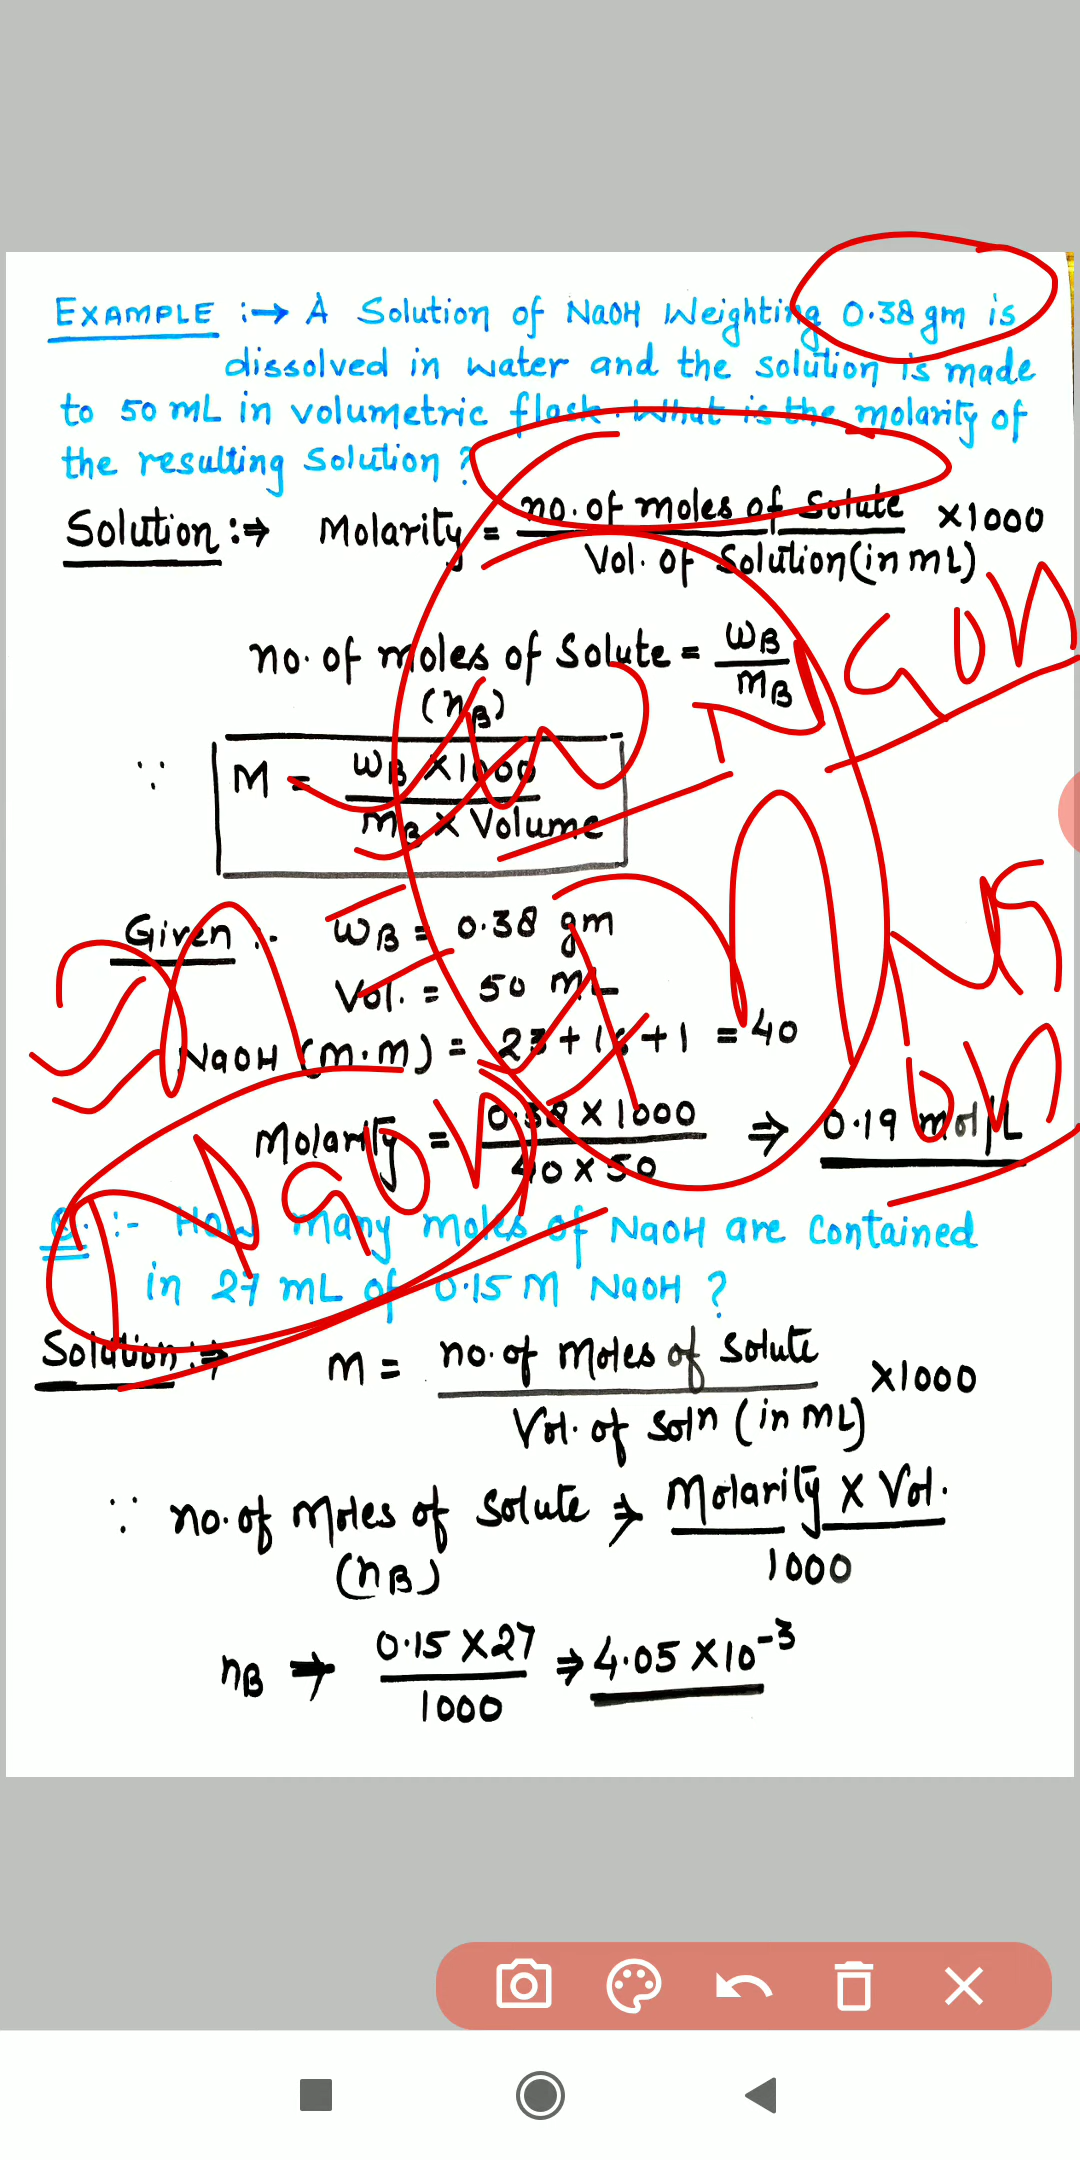 EXAMPLE :→ A Solution of NaOH Weighting 0.38 gm is
dissolved in water and the solution is made
to 50 mL in volumetric flask. What is the molarity of
the resulting Solution ?
Solution :⇒ Molarity = no. of moles of Solute / Vol. of Solution (in mL) ×1000
no. of moles of Solute = WB / mB
(nB)
∵ M = WB ×1000 / mB × Volume
Given :- WB = 0.38 gm
Vol. = 50 mL
NaOH (m.m) = 23+16+1 = 40
Molarity = 0.38 × 1000 / 40 × 50 ⇒ 0.19 mol/L
Q. :- How many moles of NaOH are Contained
in 27 mL of 0.15 M NaOH ?
Solution :⇒ M = no. of Moles of Solute / Vol. of Soln (in mL) ×1000
∵ no. of Moles of Solute ⇒ Molarity × Vol. / 1000
(nB)
nB → 0.15 ×27 / 1000 ⇒ 4.05 ×10⁻³